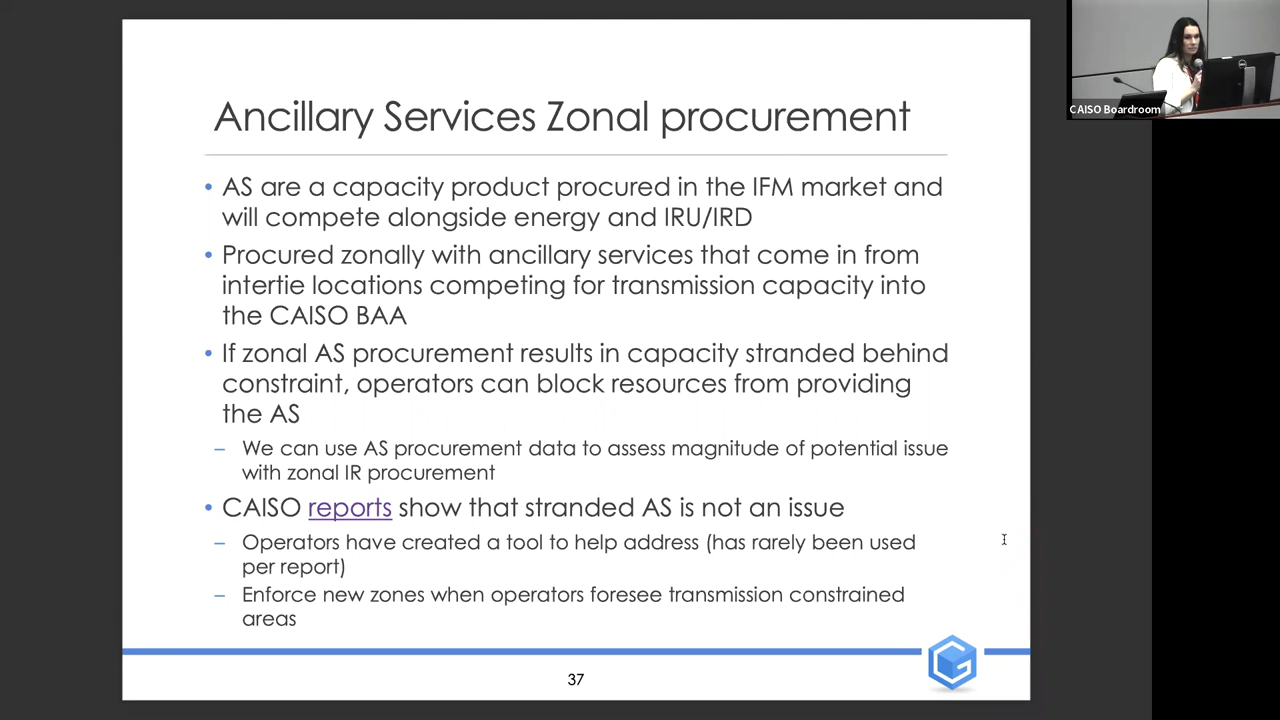 Ancillary Services Zonal procurement
• AS are a capacity product procured in the IFM market and
will compete alongside energy and IRU/IRD
• Procured zonally with ancillary services that come in from
intertie locations competing for transmission capacity into
the CAISO BAA
• If zonal AS procurement results in capacity stranded behind
constraint, operators can block resources from providing
the AS
– We can use AS procurement data to assess magnitude of potential issue
with zonal IR procurement
• CAISO reports show that stranded AS is not an issue
– Operators have created a tool to help address (has rarely been used
per report)
– Enforce new zones when operators foresee transmission constrained
areas
37
CAISO Boardroom